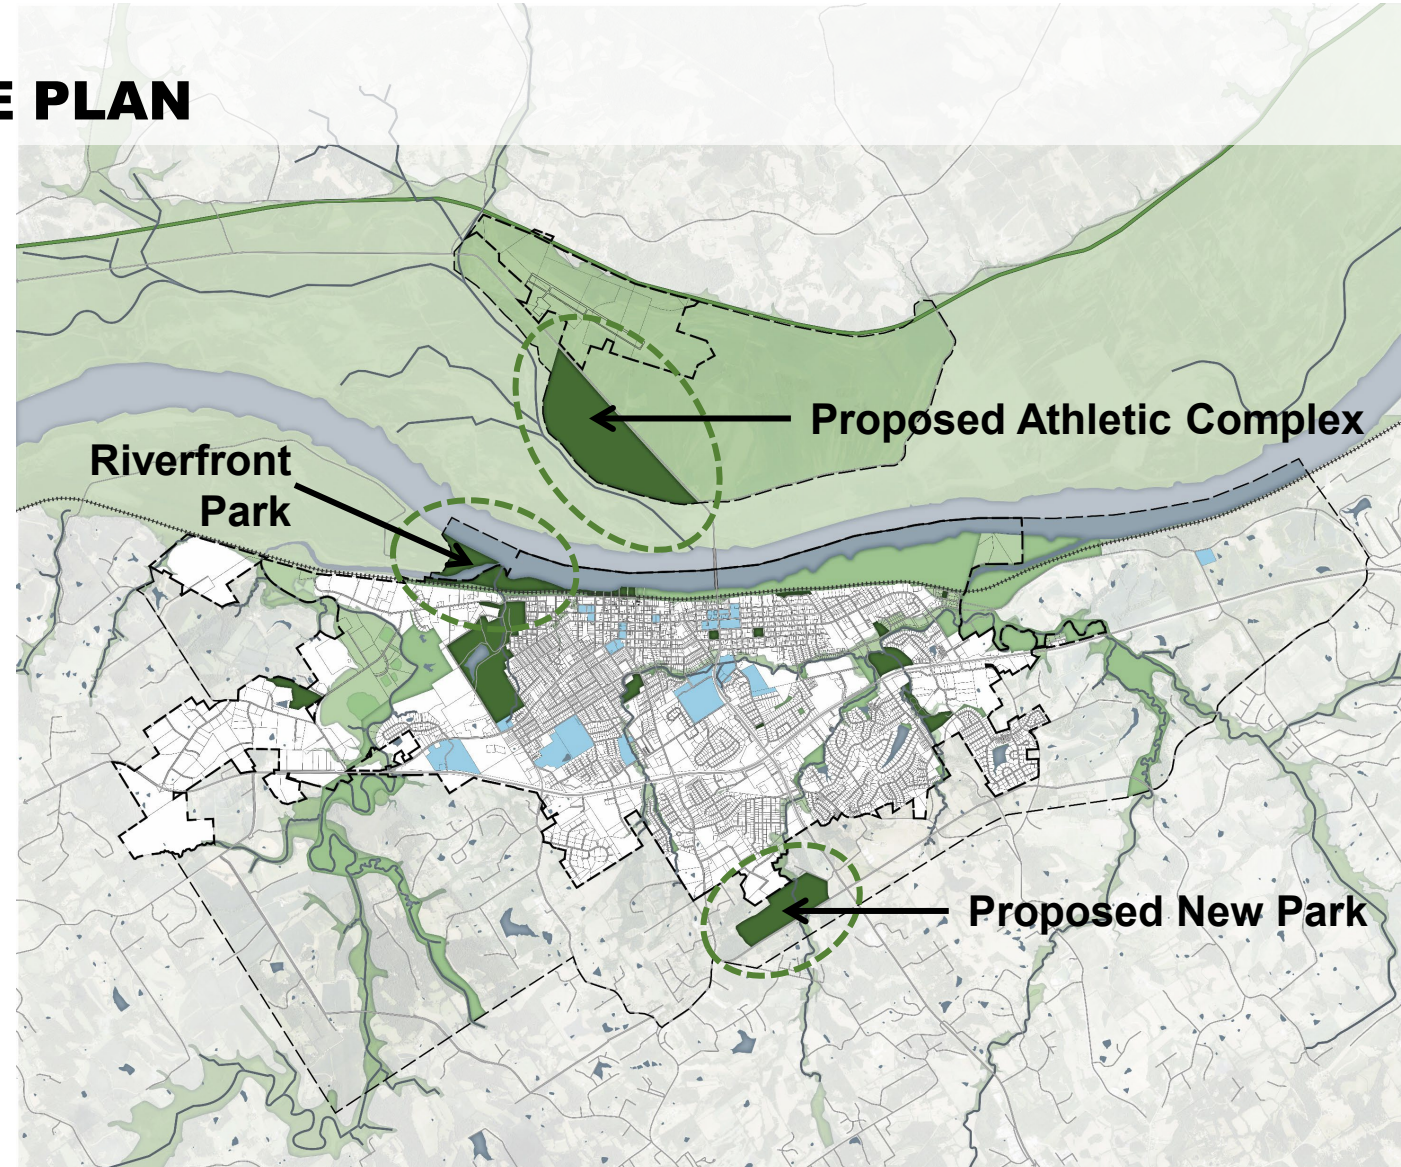 E PLAN
Proposed Athletic Complex
Riverfront
Park
Proposed New Park